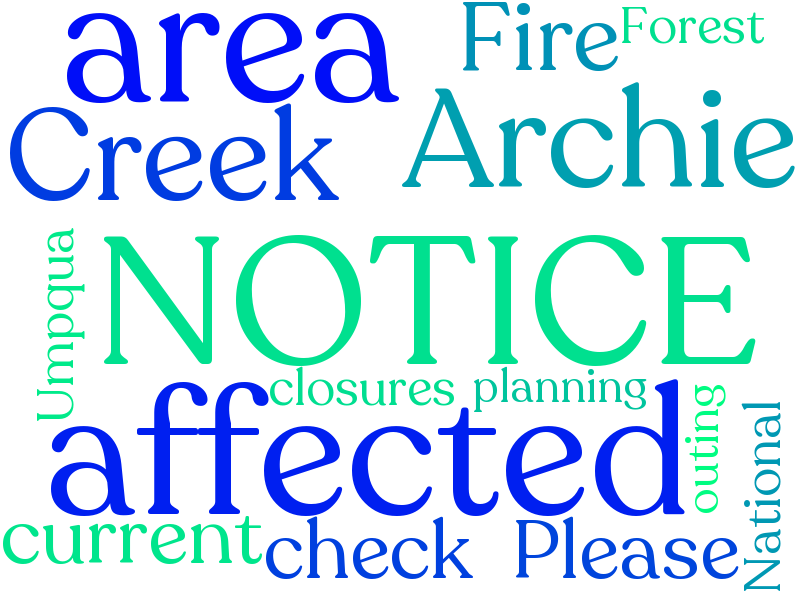 area
Fire
Forest
Creek
Archie
NOTICE
Umpqua
closures
planning
affected
outing
National
current
check
Please